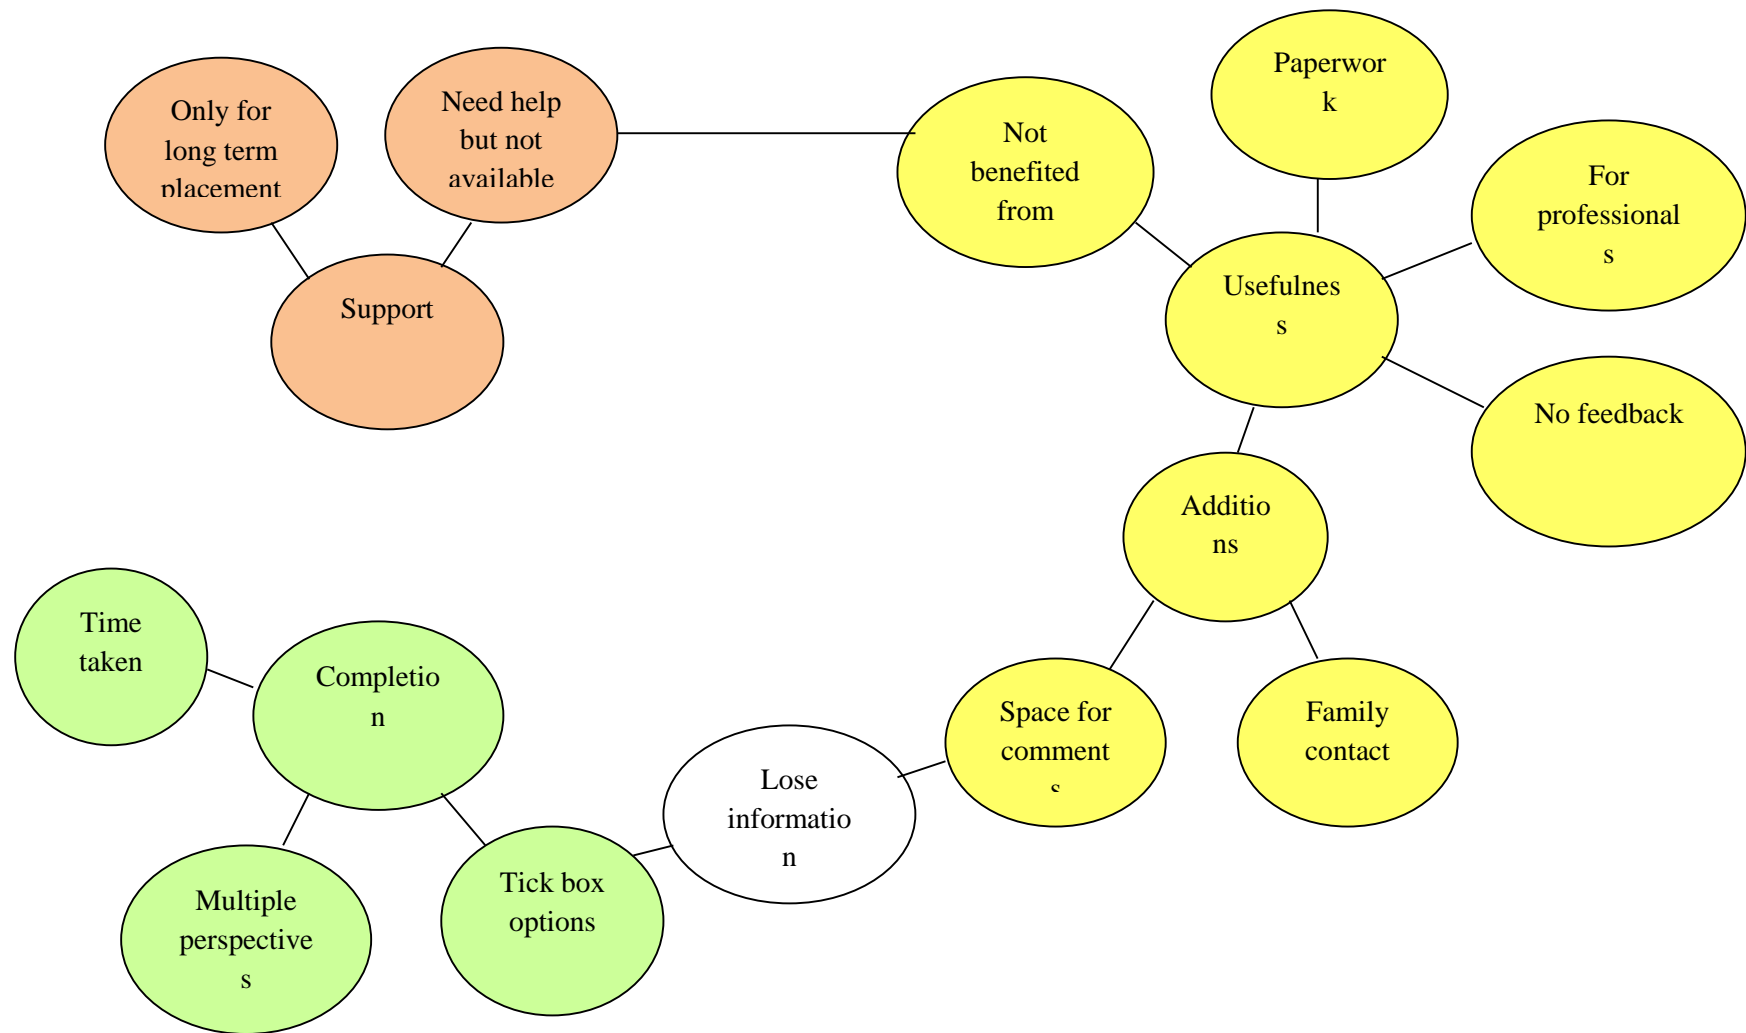 Paperwor
k
Only for
long term
placement
Need help
but not
available
Not
benefited
from
For
professional
s
Support
Usefulnes
s
No feedback
Additio
ns
Time
taken
Completio
n
Space for
comment
s
Family
contact
Lose
informatio
n
Tick box
options
Multiple
perspective
s